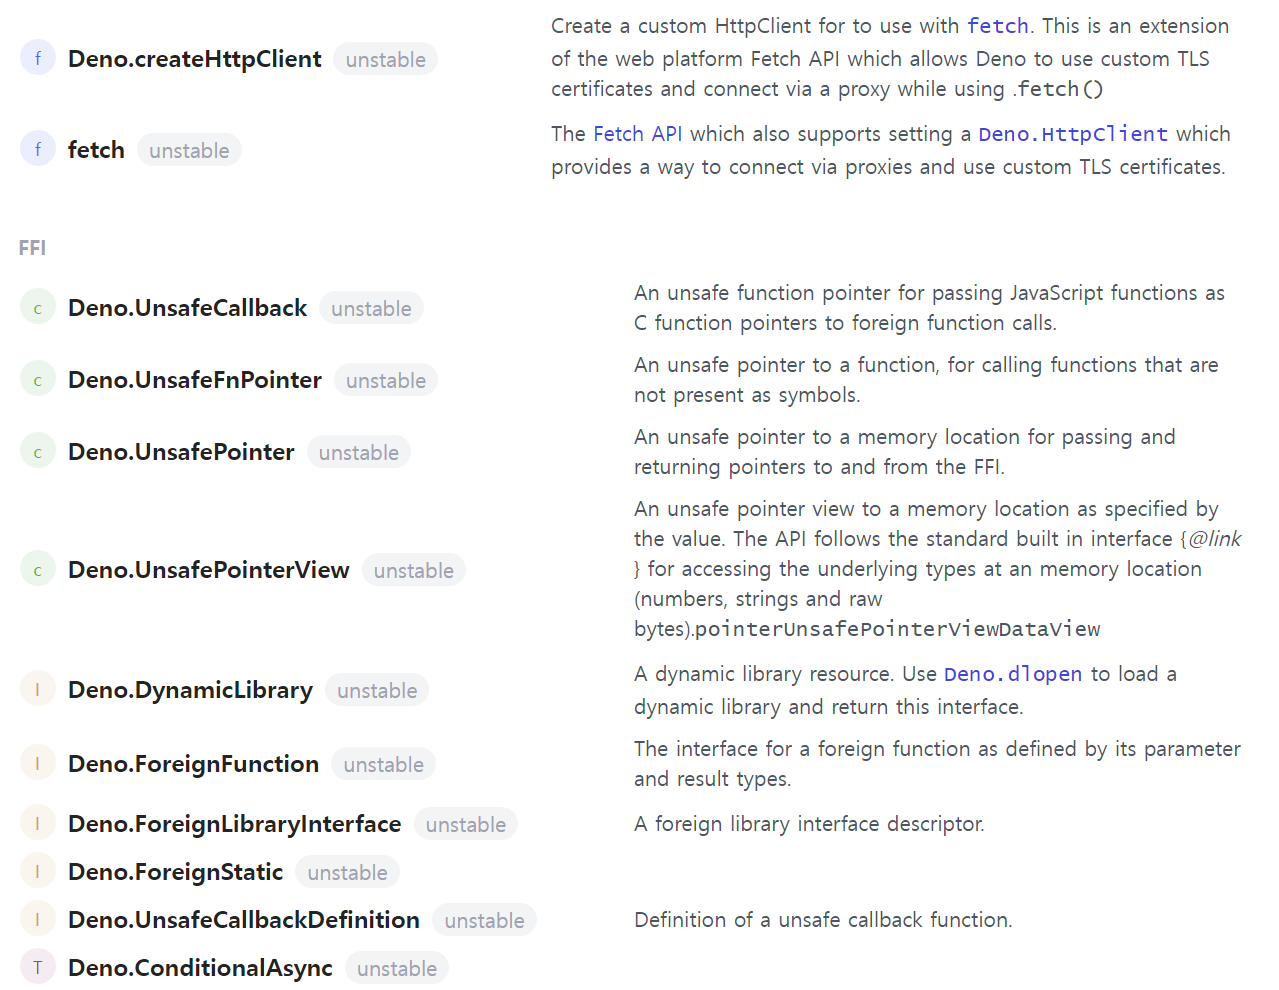 f Deno.createHttpClient unstable
Create a custom HttpClient for to use with fetch. This is an extension
of the web platform Fetch API which allows Deno to use custom TLS
certificates and connect via a proxy while using .fetch()
f fetch unstable
The Fetch API which also supports setting a Deno.HttpClient which
provides a way to connect via proxies and use custom TLS certificates.
FFI
c Deno.UnsafeCallback unstable
An unsafe function pointer for passing JavaScript functions as
C function pointers to foreign function calls.
c Deno.UnsafeFnPointer unstable
An unsafe pointer to a function, for calling functions that are
not present as symbols.
c Deno.UnsafePointer unstable
An unsafe pointer to a memory location for passing and
returning pointers to and from the FFI.
c Deno.UnsafePointerView unstable
An unsafe pointer view to a memory location as specified by
the value. The API follows the standard built in interface {@link
} for accessing the underlying types at an memory location
(numbers, strings and raw
bytes).pointerUnsafePointerViewDataView
I Deno.DynamicLibrary unstable
A dynamic library resource. Use Deno.dlopen to load a
dynamic library and return this interface.
I Deno.ForeignFunction unstable
The interface for a foreign function as defined by its parameter
and result types.
I Deno.ForeignLibraryInterface unstable
A foreign library interface descriptor.
I Deno.ForeignStatic unstable
I Deno.UnsafeCallbackDefinition unstable
Definition of a unsafe callback function.
T Deno.ConditionalAsync unstable